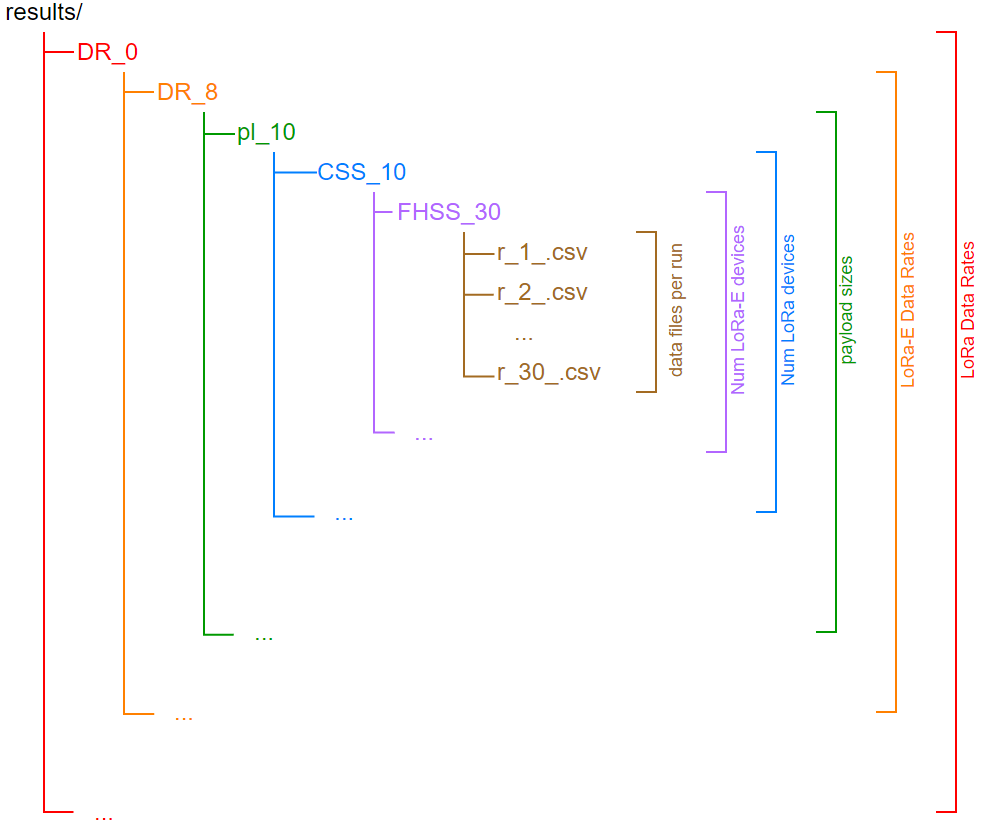 results/
DR_0
DR_8
pl_10
CSS_10
FHSS_30
r_1_.csv
r_2_.csv
...
r_30_.csv
...
...
...
...
...
data files per run
Num LoRa-E devices
Num LoRa devices
payload sizes
LoRa-E Data Rates
LoRa Data Rates